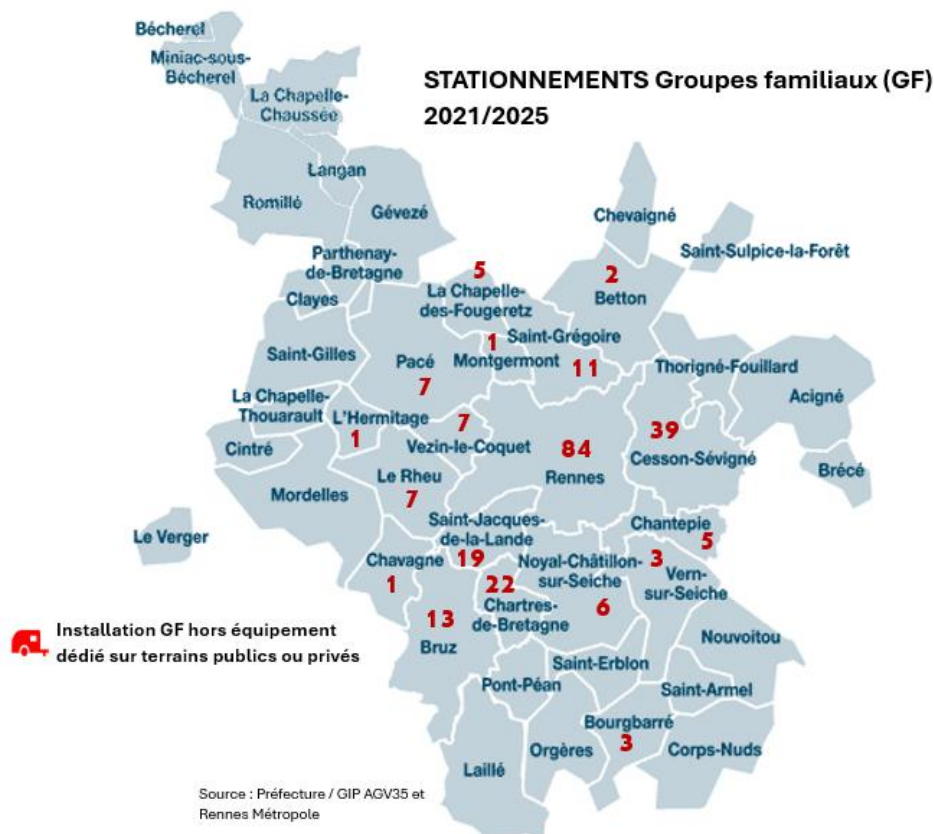 Bécherel
Miniac-sous-
Bécherel
La Chapelle-
Chaussée
STATIONNEMENTS Groupes familiaux (GF)
2021/2025
Langan
Romillé
Gévezé
Chevaigné
Saint-Sulpice-la-Forêt
Parthenay-
de-Bretagne
Clayes
5
La Chapelle-
des-Fougeretz
2
Betton
Saint-Gilles
Pacé
7
1
Montgermont
Saint-Grégoire
11
Thorigné-Fouillard
Acigné
La Chapelle-
Thouarault
L'Hermitage
1
7
Vezin-le-Coquet
84
Rennes
39
Cesson-Sévigné
Cintré
Brécé
Mordelles
Le Rheu
7
Le Verger
Saint-Jacques-
de-la-Lande
19
Chantepie
5
Chavagne
1
22
Chartres-
de-Bretagne
Noyal-Châtillon-
sur-Seiche
6
3
Vern-
sur-Seiche
13
Bruz
Nouvoitou
Installation GF hors équipement
dédié sur terrains publics ou privés
Pont-Péan
Saint-Erblon
Saint-Armel
Bourgbarré
3
Orgères
Corps-Nuds
Laillé
Source : Préfecture / GIP AGV35 et
Rennes Métropole